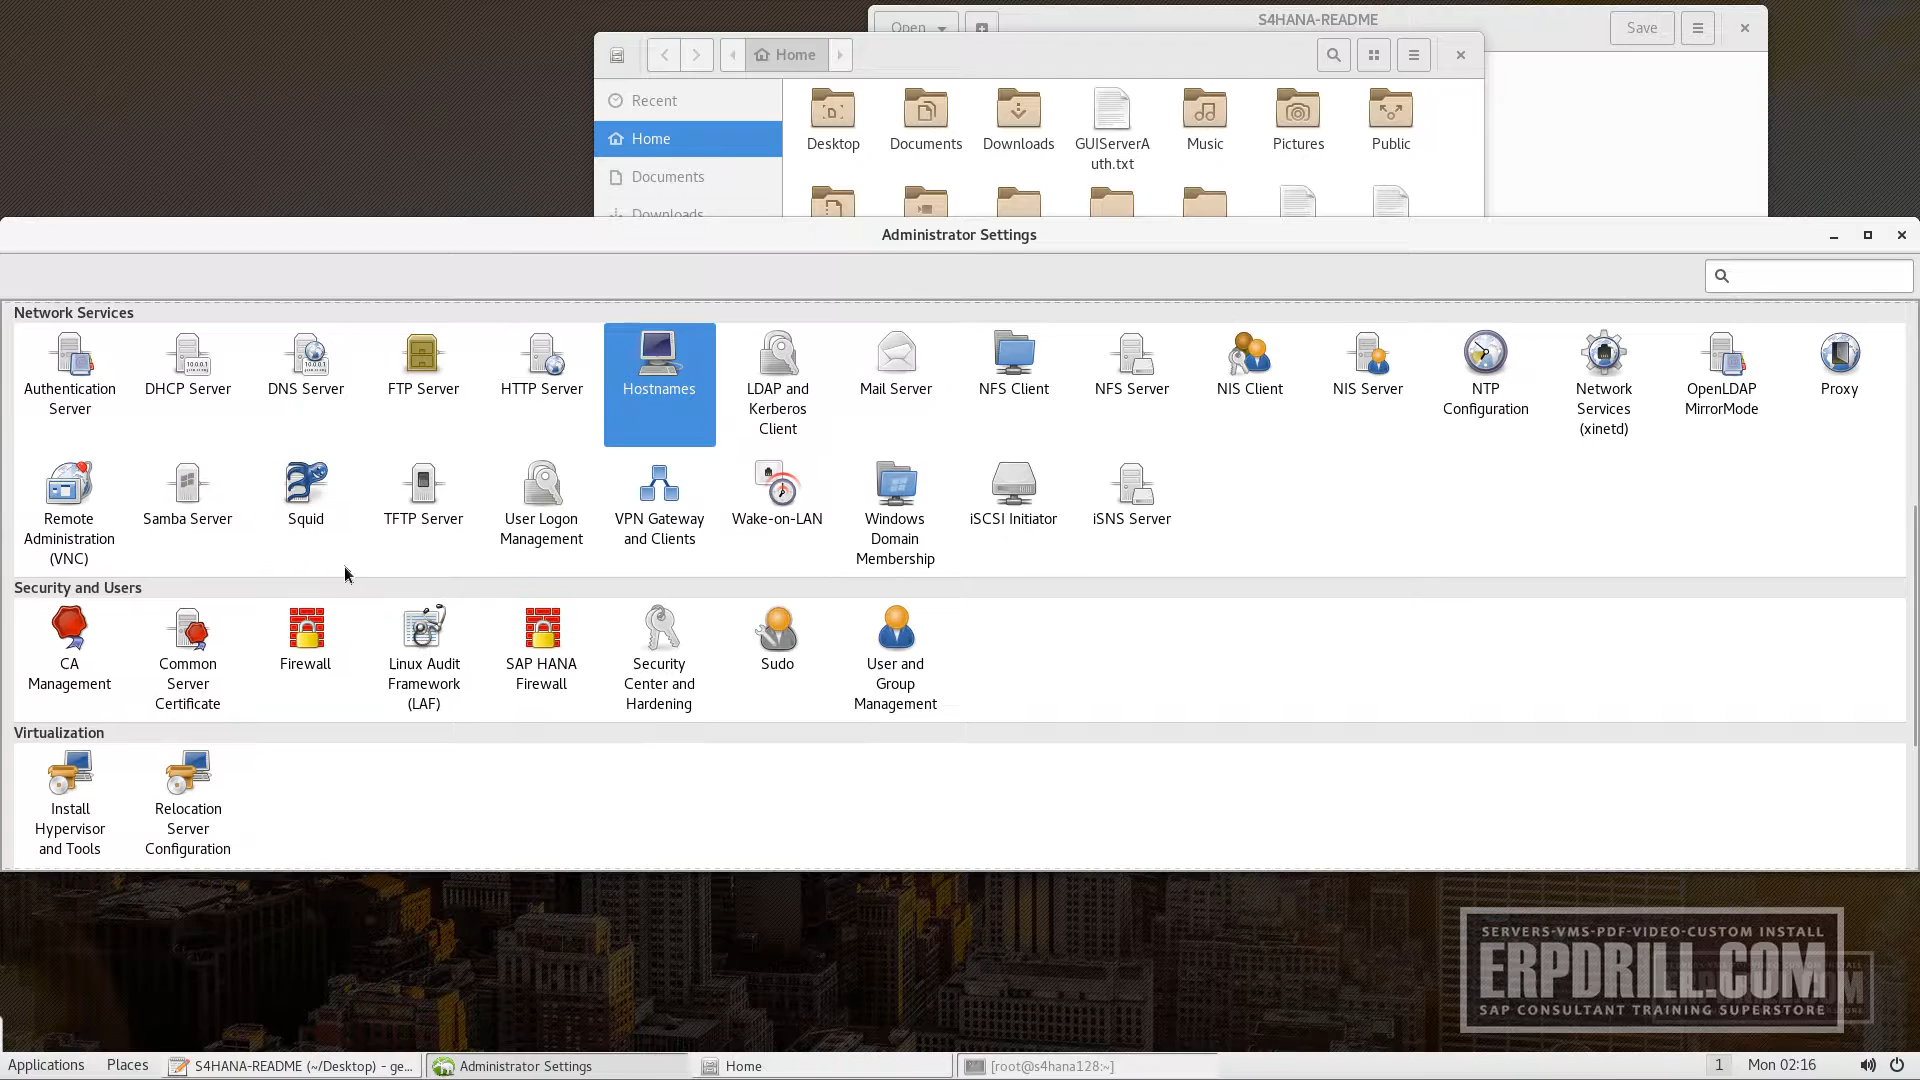 Open
S4HANA-README
Save
Home
Recent
Home
Documents
Downloads
Desktop
Documents
Downloads
GUIServerA
uth.txt
Music
Pictures
Public
Administrator Settings
Network Services
Authentication
Server
DHCP Server
DNS Server
FTP Server
HTTP Server
Hostnames
LDAP and
Kerberos
Client
Mail Server
NFS Client
NFS Server
NIS Client
NIS Server
NTP
Configuration
Network
Services
(xinetd)
OpenLDAP
MirrorMode
Proxy
Remote
Administration
(VNC)
Samba Server
Squid
TFTP Server
User Logon
Management
VPN Gateway
and Clients
Wake-on-LAN
Windows
Domain
Membership
iSCSI Initiator
iSNS Server
Security and Users
CA
Management
Common
Server
Certificate
Firewall
Linux Audit
Framework
(LAF)
SAP HANA
Firewall
Security
Center and
Hardening
Sudo
User and
Group
Management
Virtualization
Install
Hypervisor
and Tools
Relocation
Server
Configuration
SERVERS-VMS-PDF-VIDEO-CUSTOM INSTALL
ERPDRILL.COM
SAP CONSULTANT TRAINING SUPERSTORE
Applications
Places
S4HANA-README (~/Desktop) - ge...
Administrator Settings
Home
[root@s4hana128:~]
1
Mon 02:16